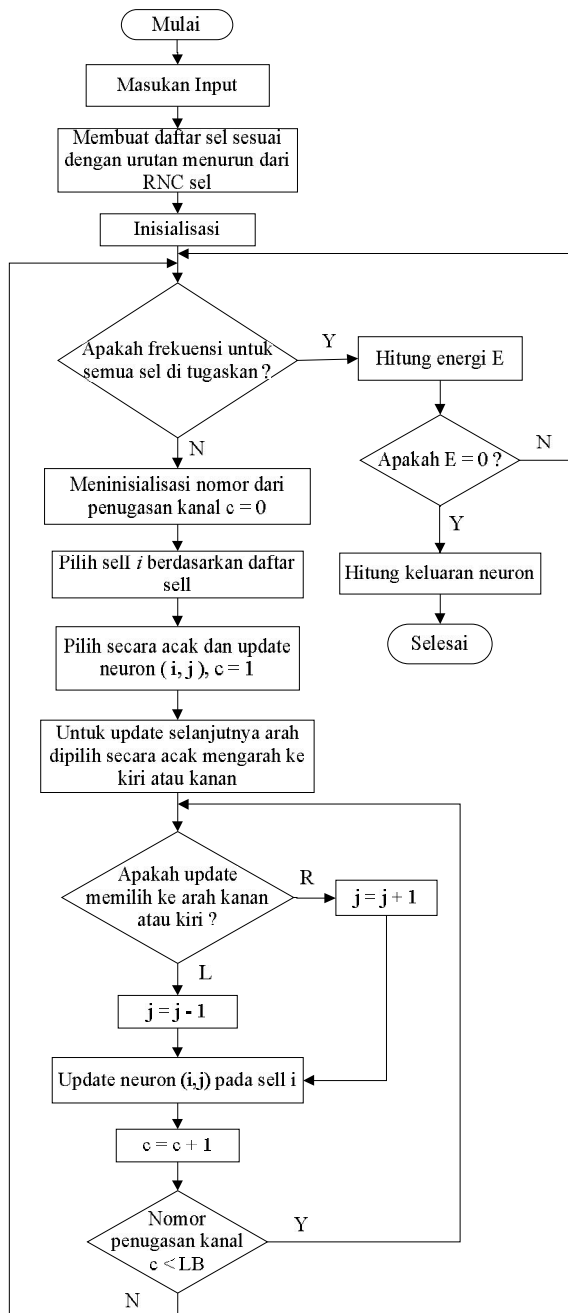 Mulai
Masukan Input
Membuat daftar sel sesuai
dengan urutan menurun dari
RNC sel
Inisialisasi
Apakah frekuensi untuk
semua sel di tugaskan ?
Y
Hitung energi E
N
Apakah E = 0 ?
N
Y
Meninisialisasi nomor dari
penugasan kanal c = 0
Hitung keluaran neuron
Pilih sell i berdasarkan daftar
sell
Selesai
Pilih secara acak dan update
neuron ( i, j ), c = 1
Untuk update selanjutnya arah
dipilih secara acak mengarah ke
kiri atau kanan
Apakah update
memilih ke arah kanan
atau kiri ?
R
j = j + 1
L
j = j - 1
Update neuron (i,j) pada sell i
c = c + 1
Nomor
penugasan kanal
c < LB
Y
N